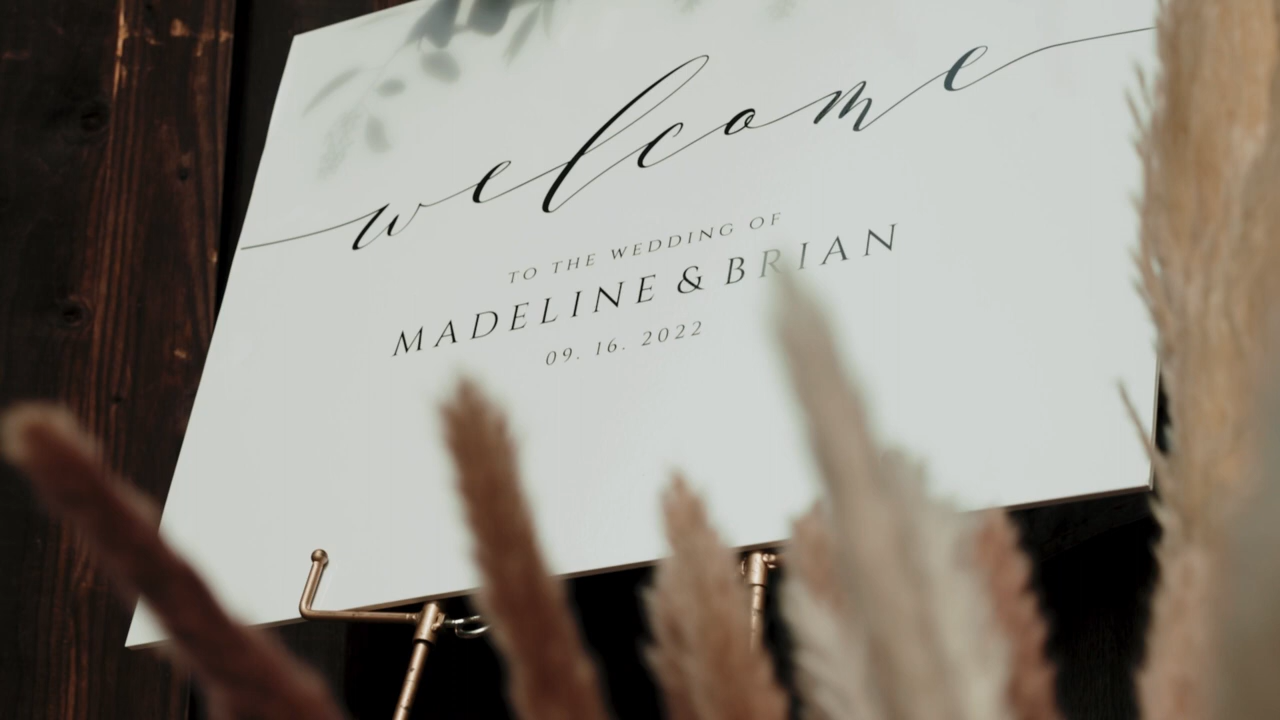 welcome
TO THE WEDDING OF
MADELINE & BRIAN
09. 16. 2022